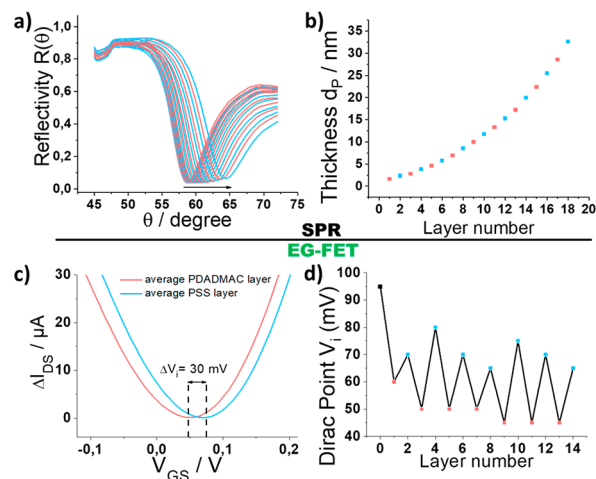 a)
Reflectivity R(θ)
1,0
0,8
0,6
0,4
0,2
0,0
45 50 55 60 65 70 75
θ / degree
b)
Thickness dP / nm
35
30
25
20
15
10
5
0
0 2 4 6 8 10 12 14 16 18 20
Layer number
SPR
EG-FET
c)
ΔIDS / µA
30
20
10
0
average PDADMAC layer
average PSS layer
ΔVi= 30 mV
-0,1 0,0 0,1 0,2
VGS / V
d)
Dirac Point Vi (mV)
100
90
80
70
60
50
40
0 2 4 6 8 10 12 14
Layer number